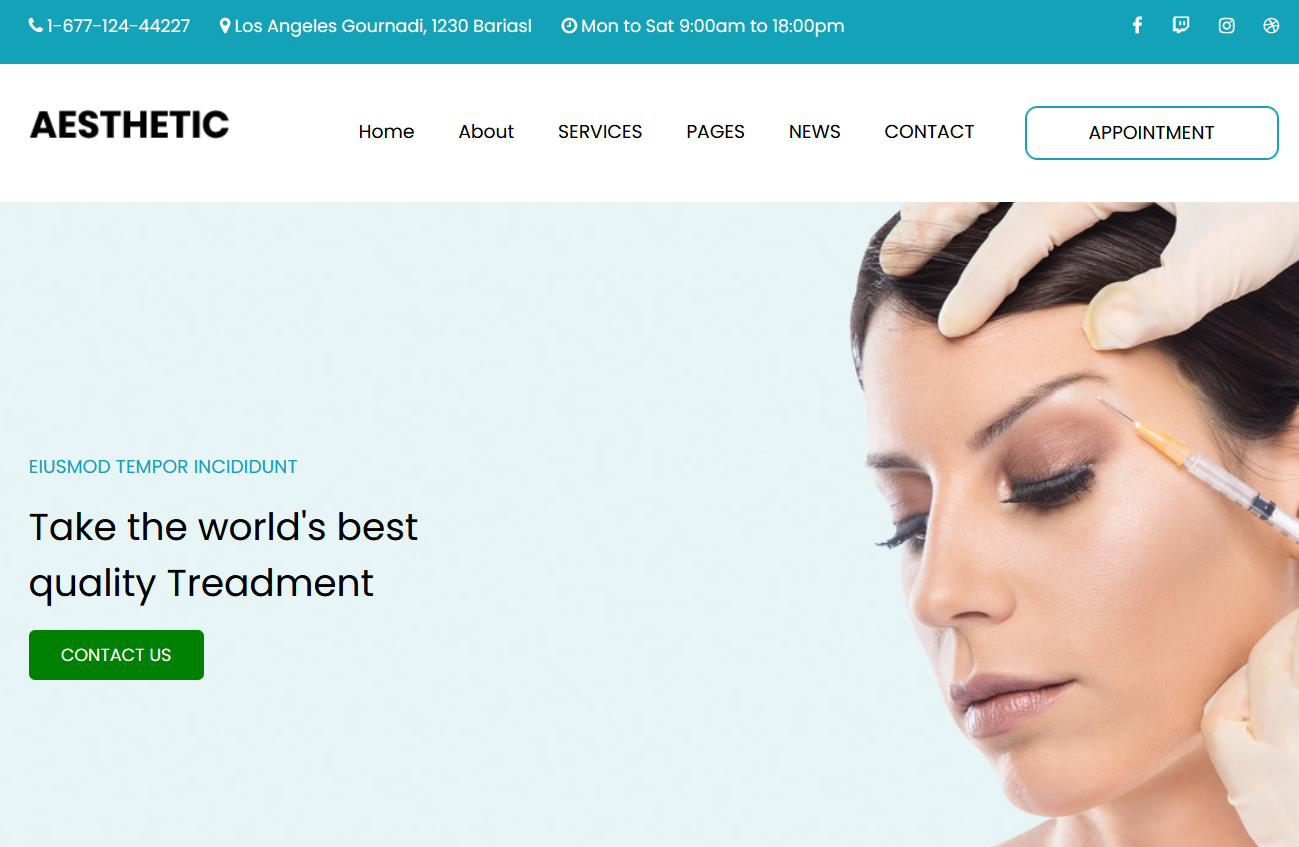 1-677-124-44227 Los Angeles Gournadi, 1230 Bariasl Mon to Sat 9:00am to 18:00pm
AESTHETIC Home About SERVICES PAGES NEWS CONTACT APPOINTMENT
EIUSMOD TEMPOR INCIDIDUNT
Take the world's best
quality Treadment
CONTACT US